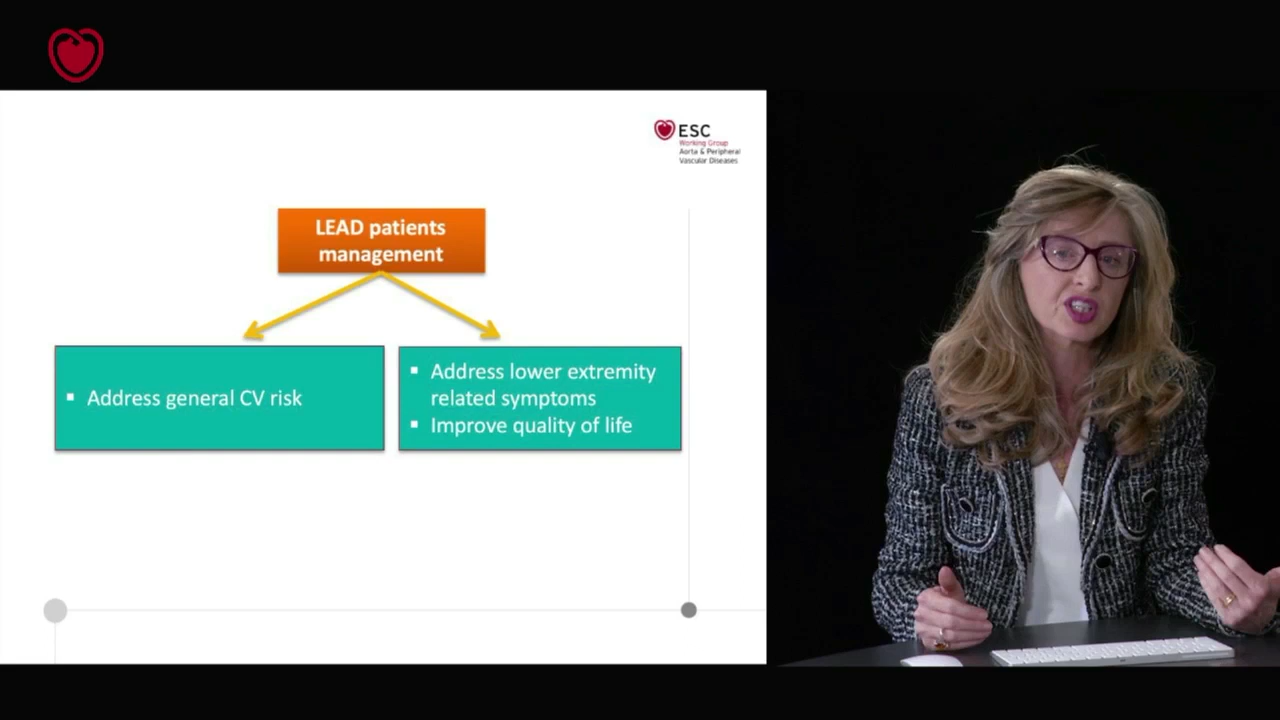 ESC
Working Group
Aorta & Peripheral
Vascular Diseases
LEAD patients
management
▪ Address general CV risk
▪ Address lower extremity
related symptoms
▪ Improve quality of life